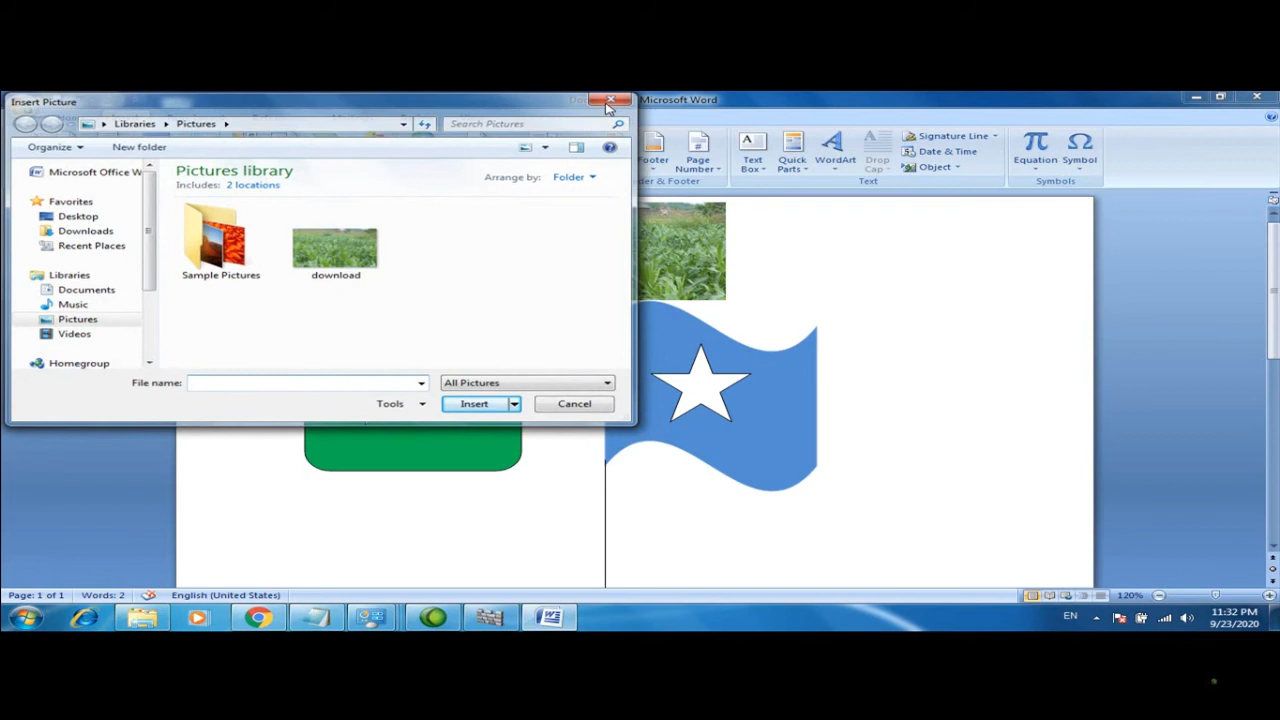 Insert Picture
Microsoft Word
Libraries
Pictures
Search Pictures
Organize
New folder
Microsoft Office W
Favorites
Desktop
Downloads
Recent Places
Libraries
Documents
Music
Pictures
Videos
Homegroup
Pictures library
Includes: 2 locations
Arrange by: Folder
Sample Pictures
download
File name:
All Pictures
Tools
Insert
Cancel
Footer
Page
Number
Text
Box
Quick
Parts
WordArt
Drop
Cap
Signature Line
Date & Time
Object
Equation
Symbol
Text
Symbols
Page: 1 of 1
Words: 2
English (United States)
120%
EN
11:32 PM
9/23/2020